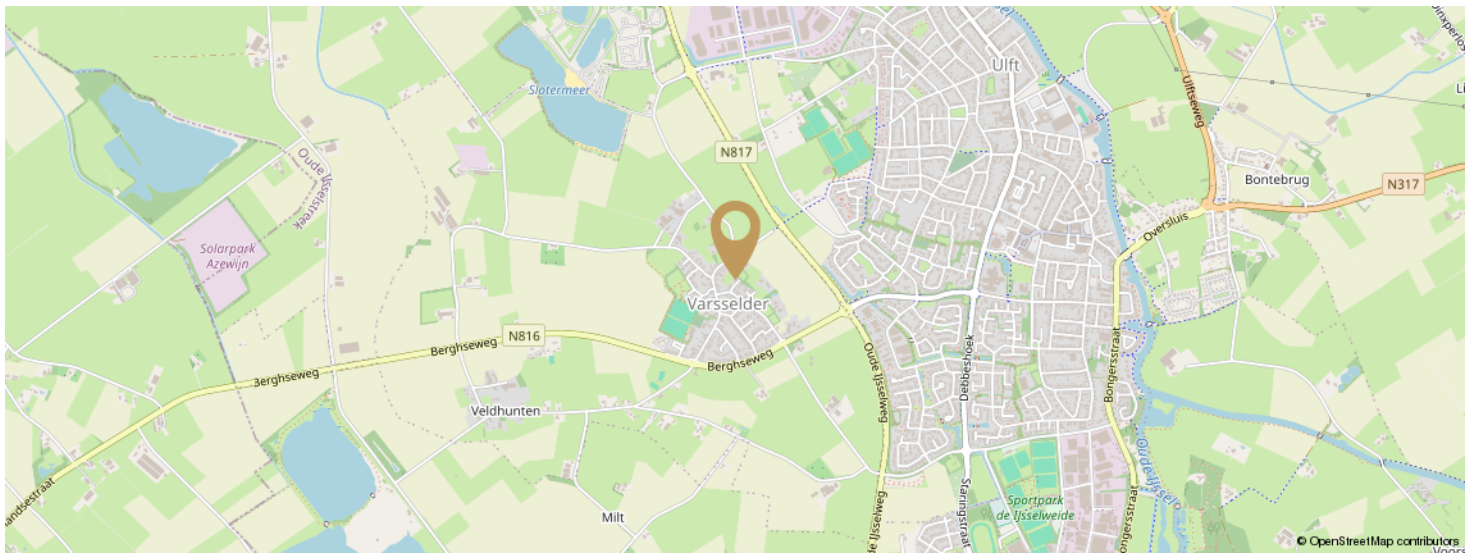 Ulft
Slotermeer
Ulftseweg
N817
Oude IJsselstreek
Bontebrug
N317
Oversluis
Solarpark
Azewijn
Varsselder
N816
Berghseweg
Berghseweg
Berghseweg
Oude IJsselweg
Debbeshoek
Bongersstraat
Veldhunten
Oude IJssel
Sportpark
de IJsselweide
Staringstraat
Bongersstraat
Milt
© OpenStreetMap contributors